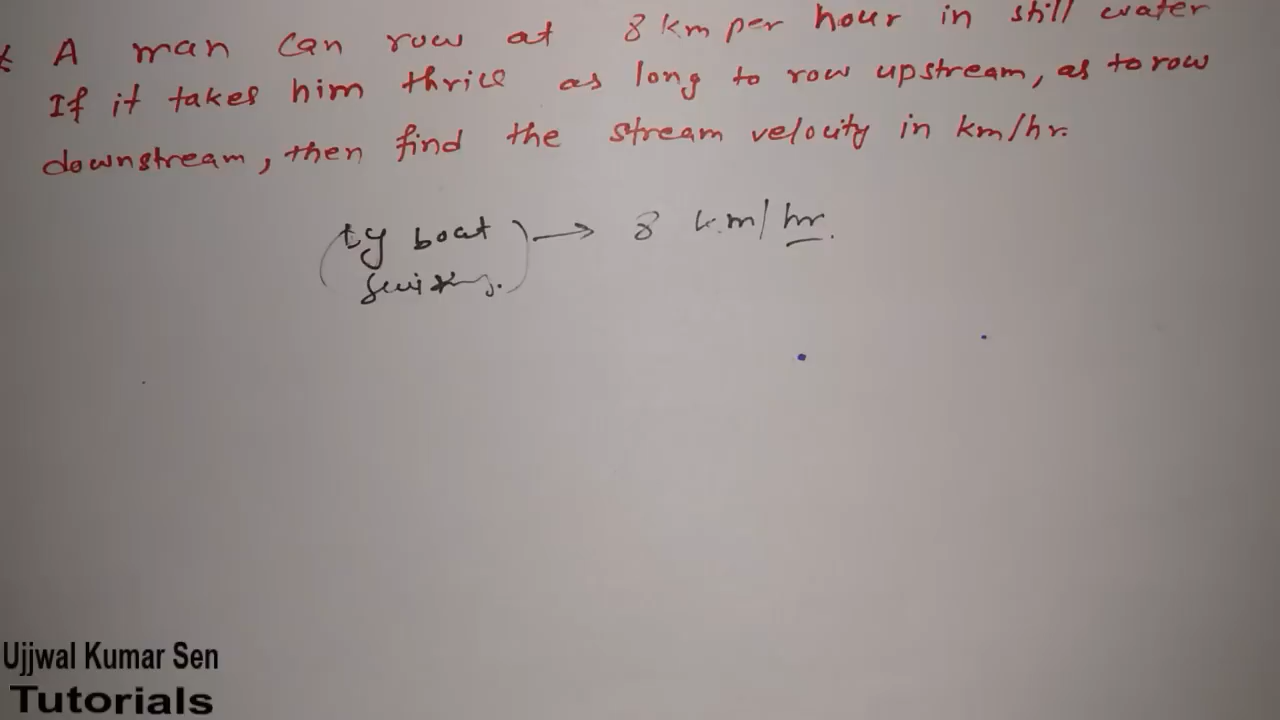 A man can row at 8 km per hour in still water
If it takes him thrice as long to row upstream, as to row
downstream, then find the stream velocity in km/hr.
boat → 8 km/hr.
Ujjwal Kumar Sen
Tutorials